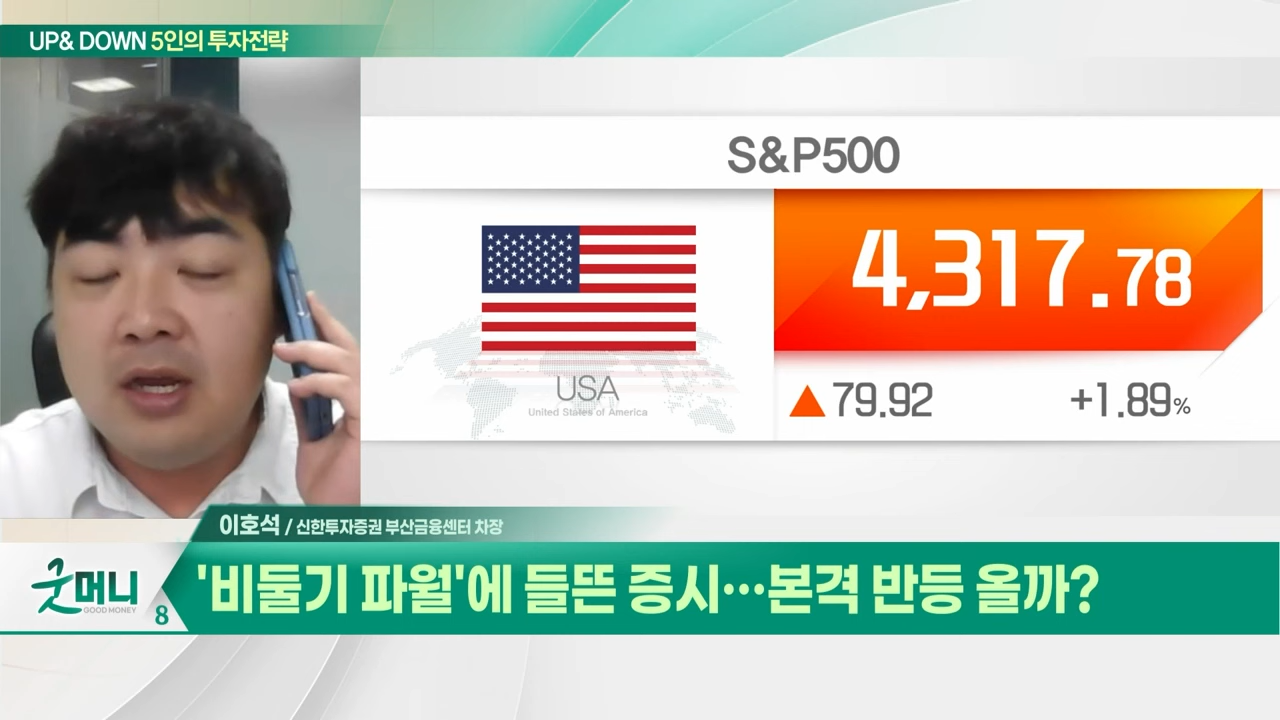 UP& DOWN 5인의 투자전략
S&P500
4,317.78
USA
United States of America
▲79.92 +1.89%
이호석 / 신한투자증권 부산금융센터 차장
굿머니
GOOD MONEY
8
'비둘기 파월'에 들뜬 증시…본격 반등 올까?